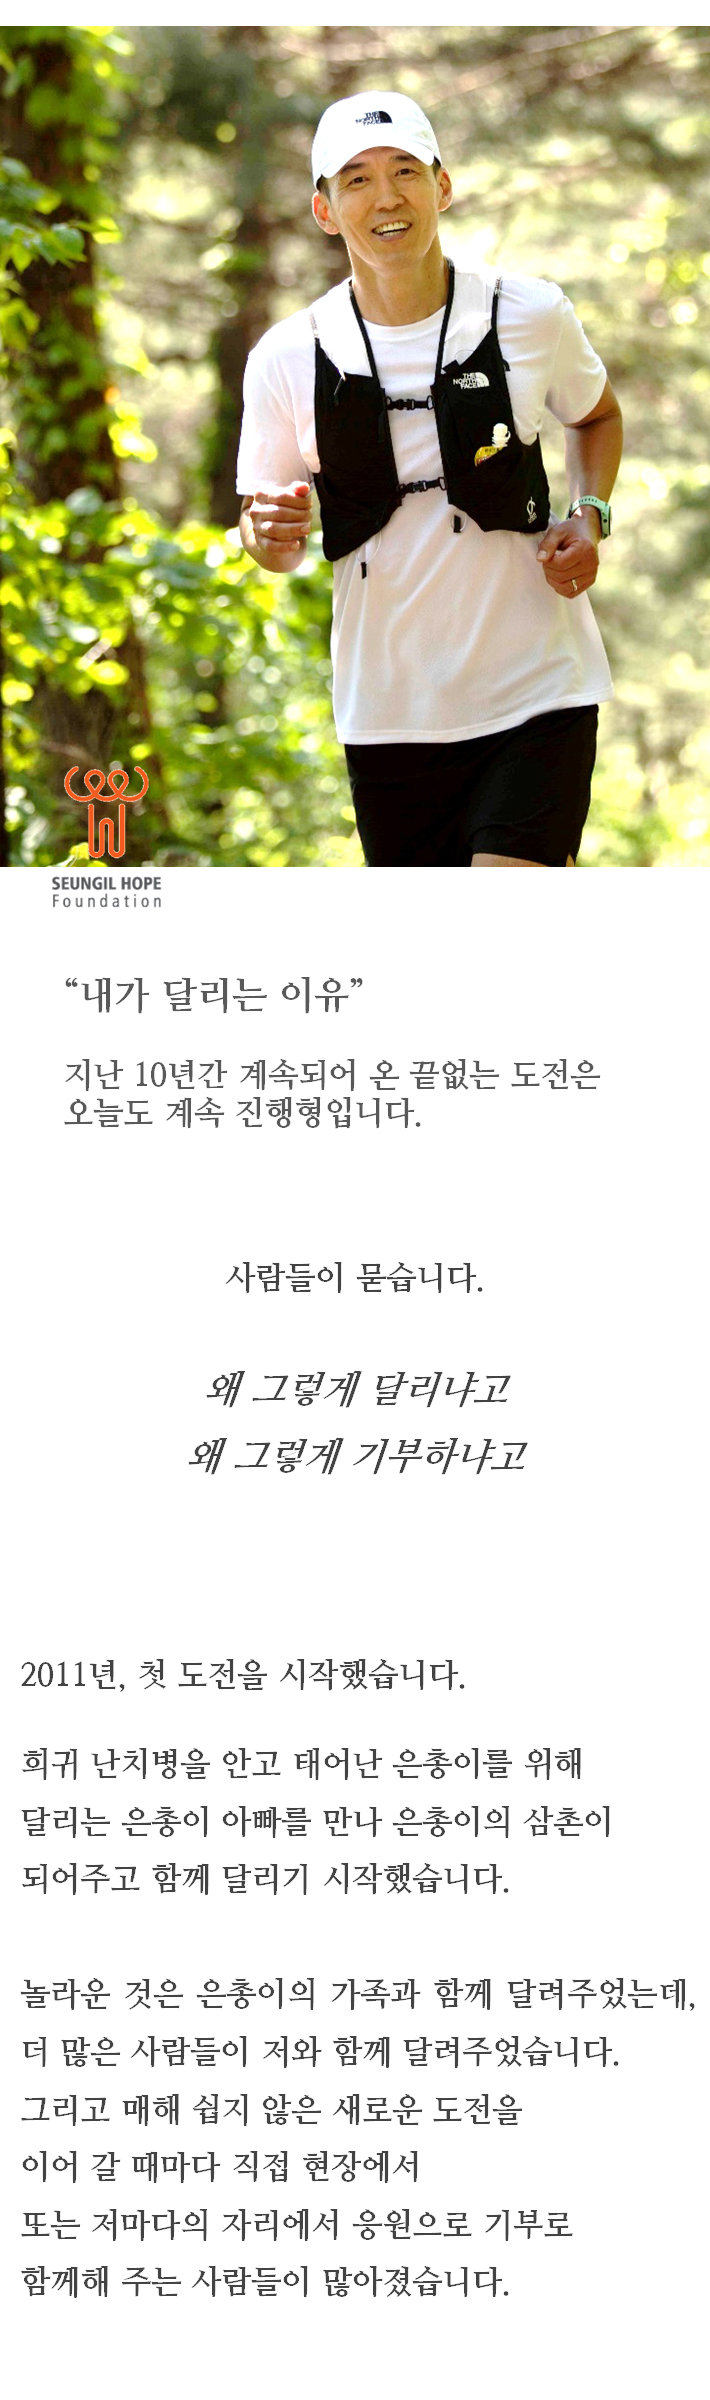 THE
NORTH
FACE
THE
NORTH
FACE
SEUNGIL HOPE
Foundation
“내가 달리는 이유”
지난 10년간 계속되어 온 끝없는 도전은
오늘도 계속 진행형입니다.
사람들이 묻습니다.
왜 그렇게 달리냐고
왜 그렇게 기부하냐고
2011년, 첫 도전을 시작했습니다.
희귀 난치병을 안고 태어난 은총이를 위해
달리는 은총이 아빠를 만나 은총이의 삼촌이
되어주고 함께 달리기 시작했습니다.
놀라운 것은 은총이의 가족과 함께 달려주었는데,
더 많은 사람들이 저와 함께 달려주었습니다.
그리고 매해 쉽지 않은 새로운 도전을
이어 갈 때마다 직접 현장에서
또는 저마다의 자리에서 응원으로 기부로
함께해 주는 사람들이 많아졌습니다.